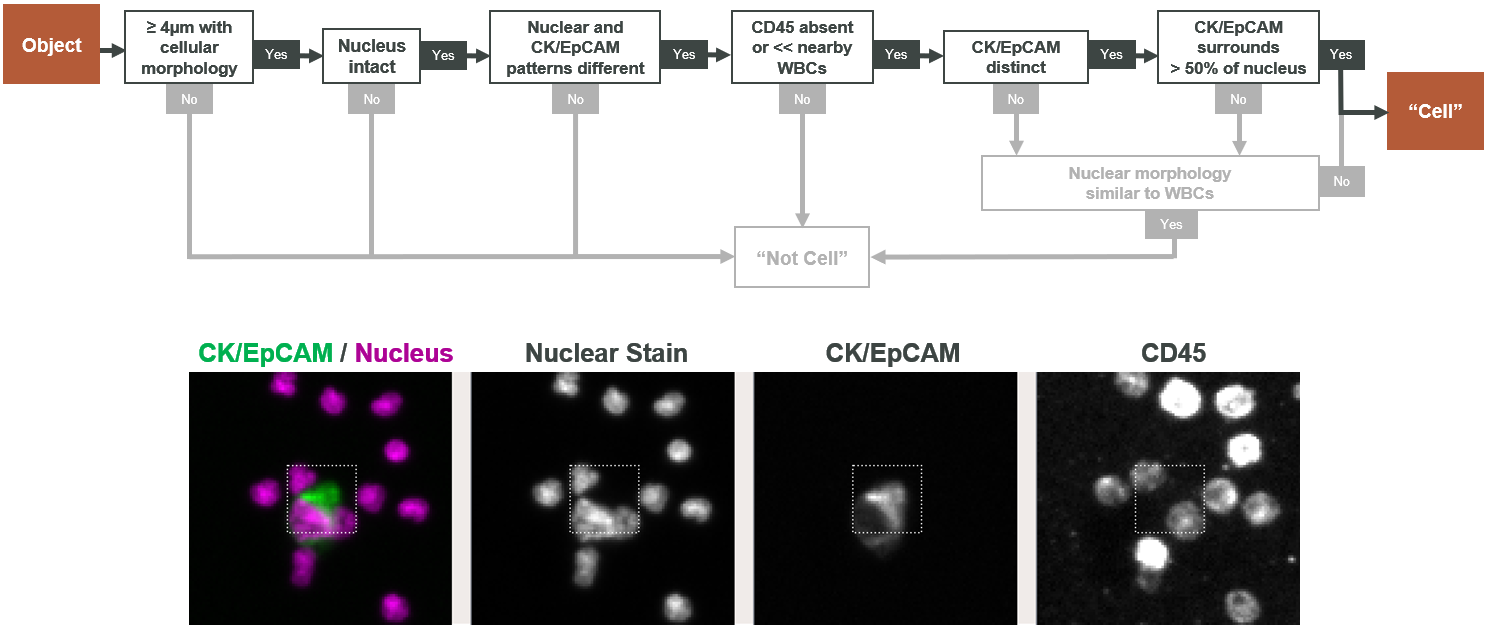 Object
≥ 4μm with
cellular
morphology
Yes
Nucleus
intact
Yes
Nuclear and
CK/EpCAM
patterns different
Yes
CD45 absent
or << nearby
WBCs
Yes
CK/EpCAM
distinct
Yes
CK/EpCAM
surrounds
> 50% of nucleus
Yes
“Cell”
No
No
No
No
No
No
Nuclear morphology
similar to WBCs
No
Yes
“Not Cell”
CK/EpCAM / Nucleus
Nuclear Stain
CK/EpCAM
CD45